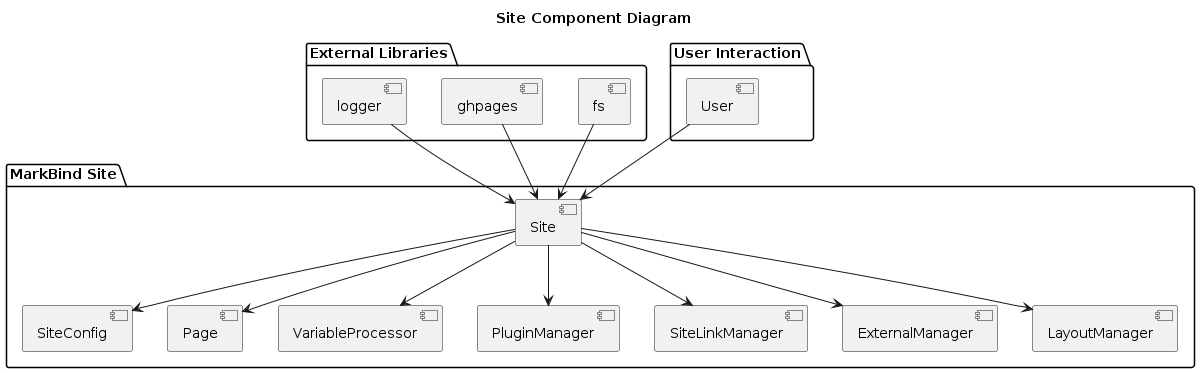 Site Component Diagram
External Libraries
User Interaction
logger
ghpages
fs
User
MarkBind Site
Site
SiteConfig
Page
VariableProcessor
PluginManager
SiteLinkManager
ExternalManager
LayoutManager